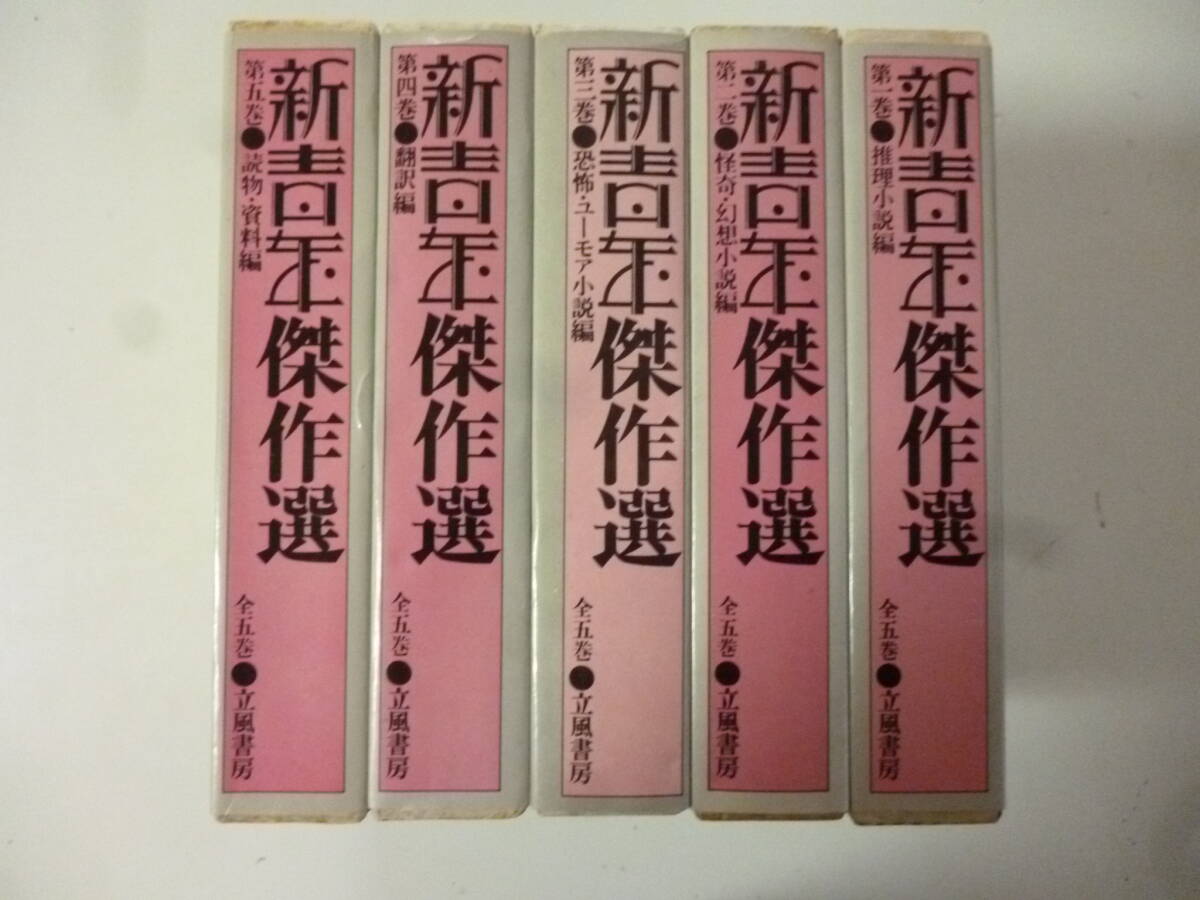 新青年傑作選
第一巻●推理小説編
全五巻●立風書房
新青年傑作選
第二巻●怪奇・幻想小説編
全五巻●立風書房
新青年傑作選
第三巻●恐怖・ユーモア小説編
全五巻●立風書房
新青年傑作選
第四巻●翻訳編
全五巻●立風書房
新青年傑作選
第五巻●読物・資料編
全五巻●立風書房